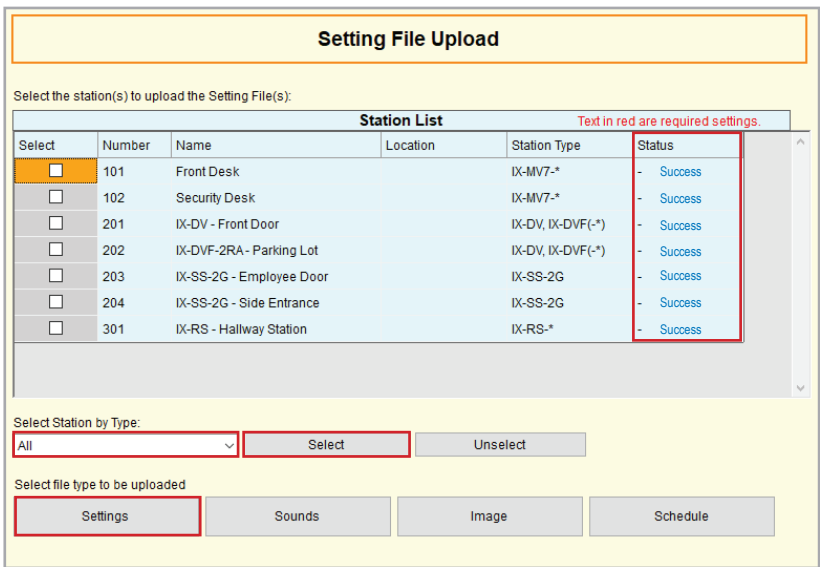 Setting File Upload
Select the station(s) to upload the Setting File(s):
Station List Text in red are required settings.
Select Number Name Location Station Type Status
101 Front Desk IX-MV7-* - Success
102 Security Desk IX-MV7-* - Success
201 IX-DV - Front Door IX-DV, IX-DVF(-*) - Success
202 IX-DVF-2RA - Parking Lot IX-DV, IX-DVF(-*) - Success
203 IX-SS-2G - Employee Door IX-SS-2G - Success
204 IX-SS-2G - Side Entrance IX-SS-2G - Success
301 IX-RS - Hallway Station IX-RS-* - Success
Select Station by Type:
All Select Unselect
Select file type to be uploaded
Settings Sounds Image Schedule